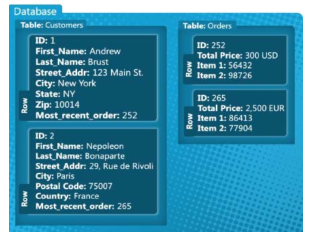 Database
Table: Customers
ID: 1
First_Name: Andrew
Last_Name: Brust
Street_Addr: 123 Main St.
City: New York
State: NY
Zip: 10014
Most_recent_order: 252
Row
ID: 2
First_Name: Nepoleon
Last_Name: Bonaparte
Street_Addr: 29, Rue de Rivoli
City: Paris
Postal Code: 75007
Country: France
Most_recent_order: 265
Row
Table: Orders
ID: 252
Total Price: 300 USD
Item 1: 56432
Item 2: 98726
Row
ID: 265
Total Price: 2,500 EUR
Item 1: 86413
Item 2: 77904
Row